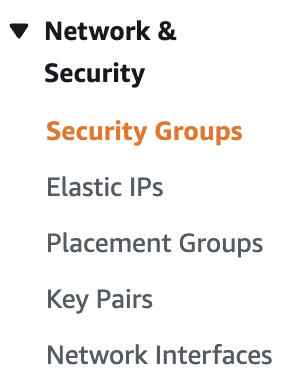 Network &
Security
Security Groups
Elastic IPs
Placement Groups
Key Pairs
Network Interfaces